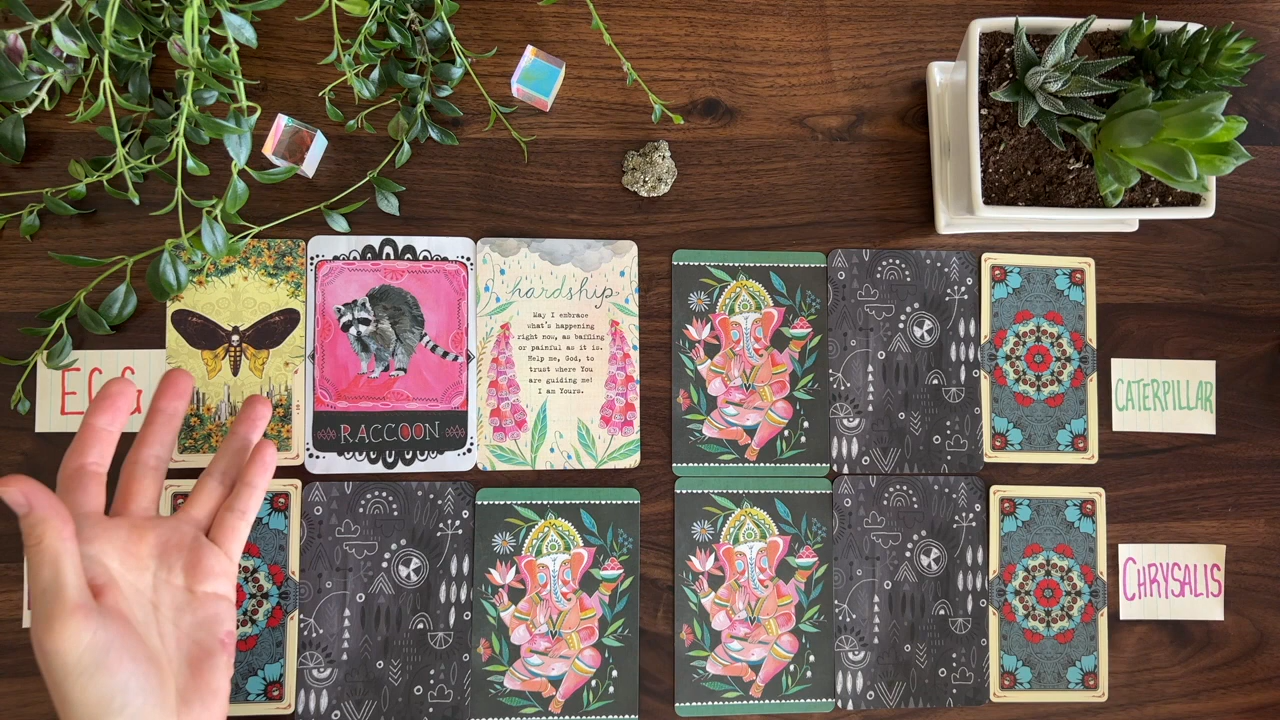 EGG
RACCOON
hardship
May I embrace
what's happening
right now, as baffling
or painful as it is.
Help me, God, to
trust where You
are guiding me!
I am Yours.
CATERPILLAR
CHRYSALIS